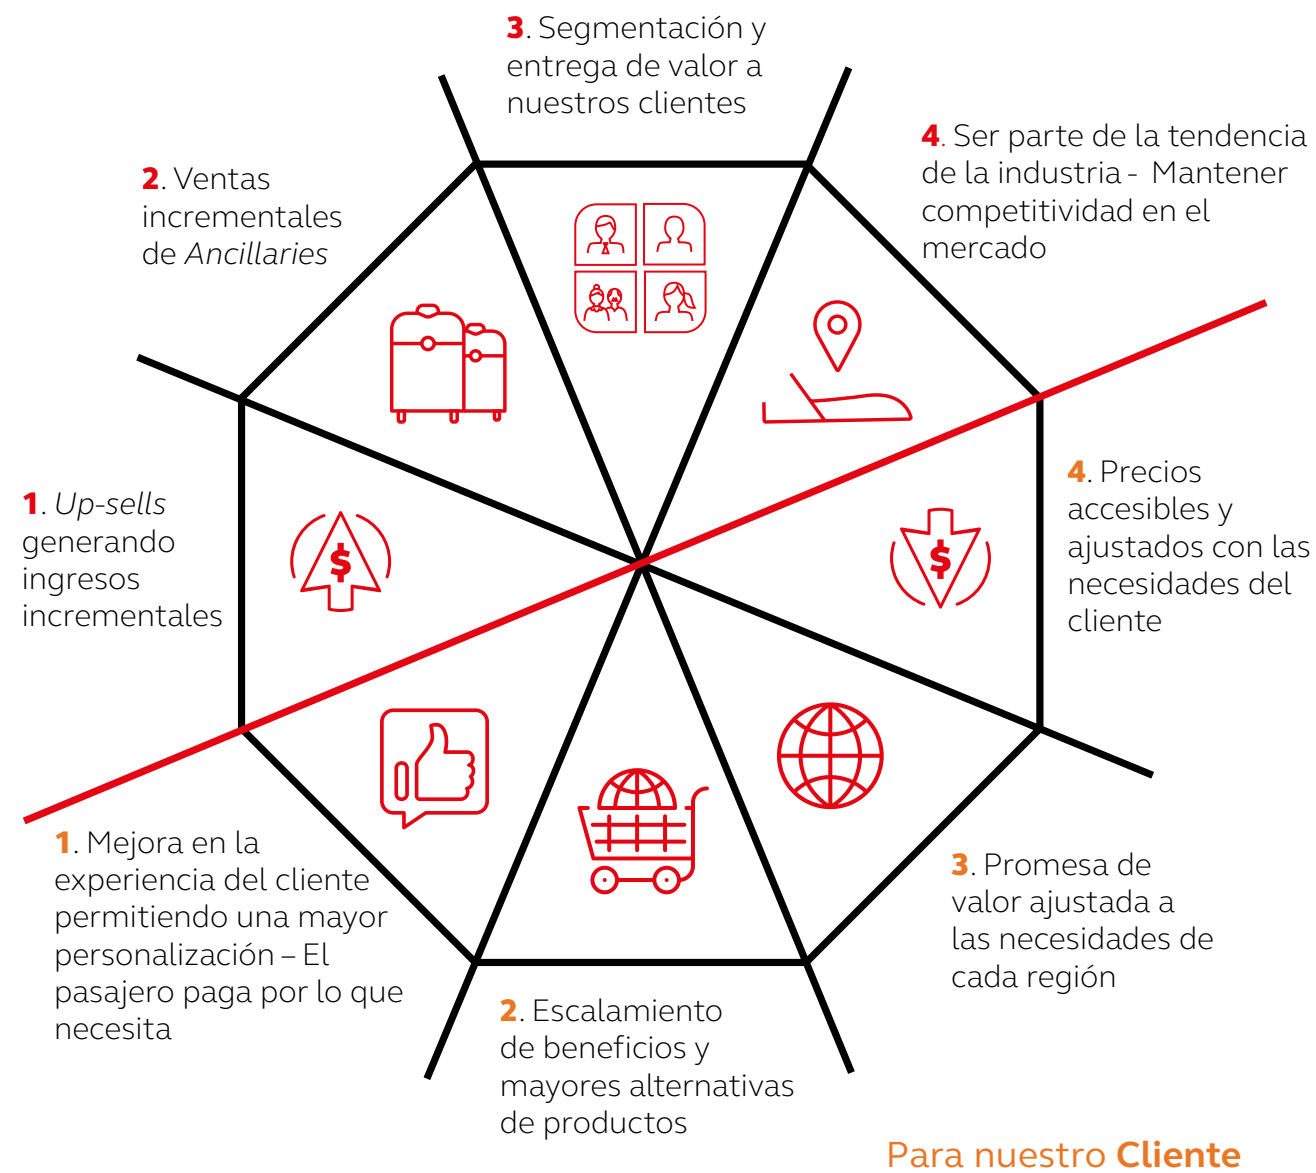 3. Segmentación y
entrega de valor a
nuestros clientes
4. Ser parte de la tendencia
de la industria - Mantener
competitividad en el
mercado
2. Ventas
incrementales
de Ancillaries
1. Up-sells
generando
ingresos
incrementales
$
$
4. Precios
accesibles y
ajustados con las
necesidades del
cliente
1. Mejora en la
experiencia del cliente
permitiendo una mayor
personalización – El
pasajero paga por lo que
necesita
2. Escalamiento
de beneficios y
mayores alternativas
de productos
3. Promesa de
valor ajustada a
las necesidades de
cada región
Para nuestro Cliente